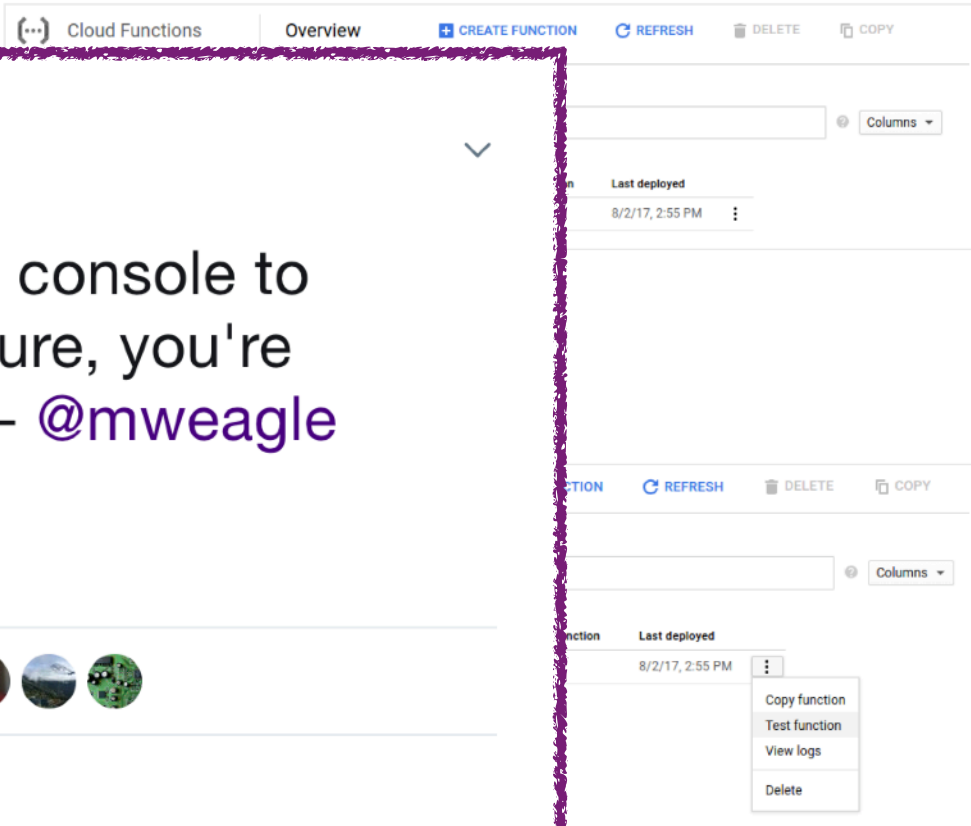 Cloud Functions Overview CREATE FUNCTION REFRESH DELETE COPY
Columns
Last deployed
8/2/17, 2:55 PM
console to
ure, you're
- @mweagle
CTION REFRESH DELETE COPY
Columns
nction Last deployed
8/2/17, 2:55 PM
Copy function
Test function
View logs
Delete